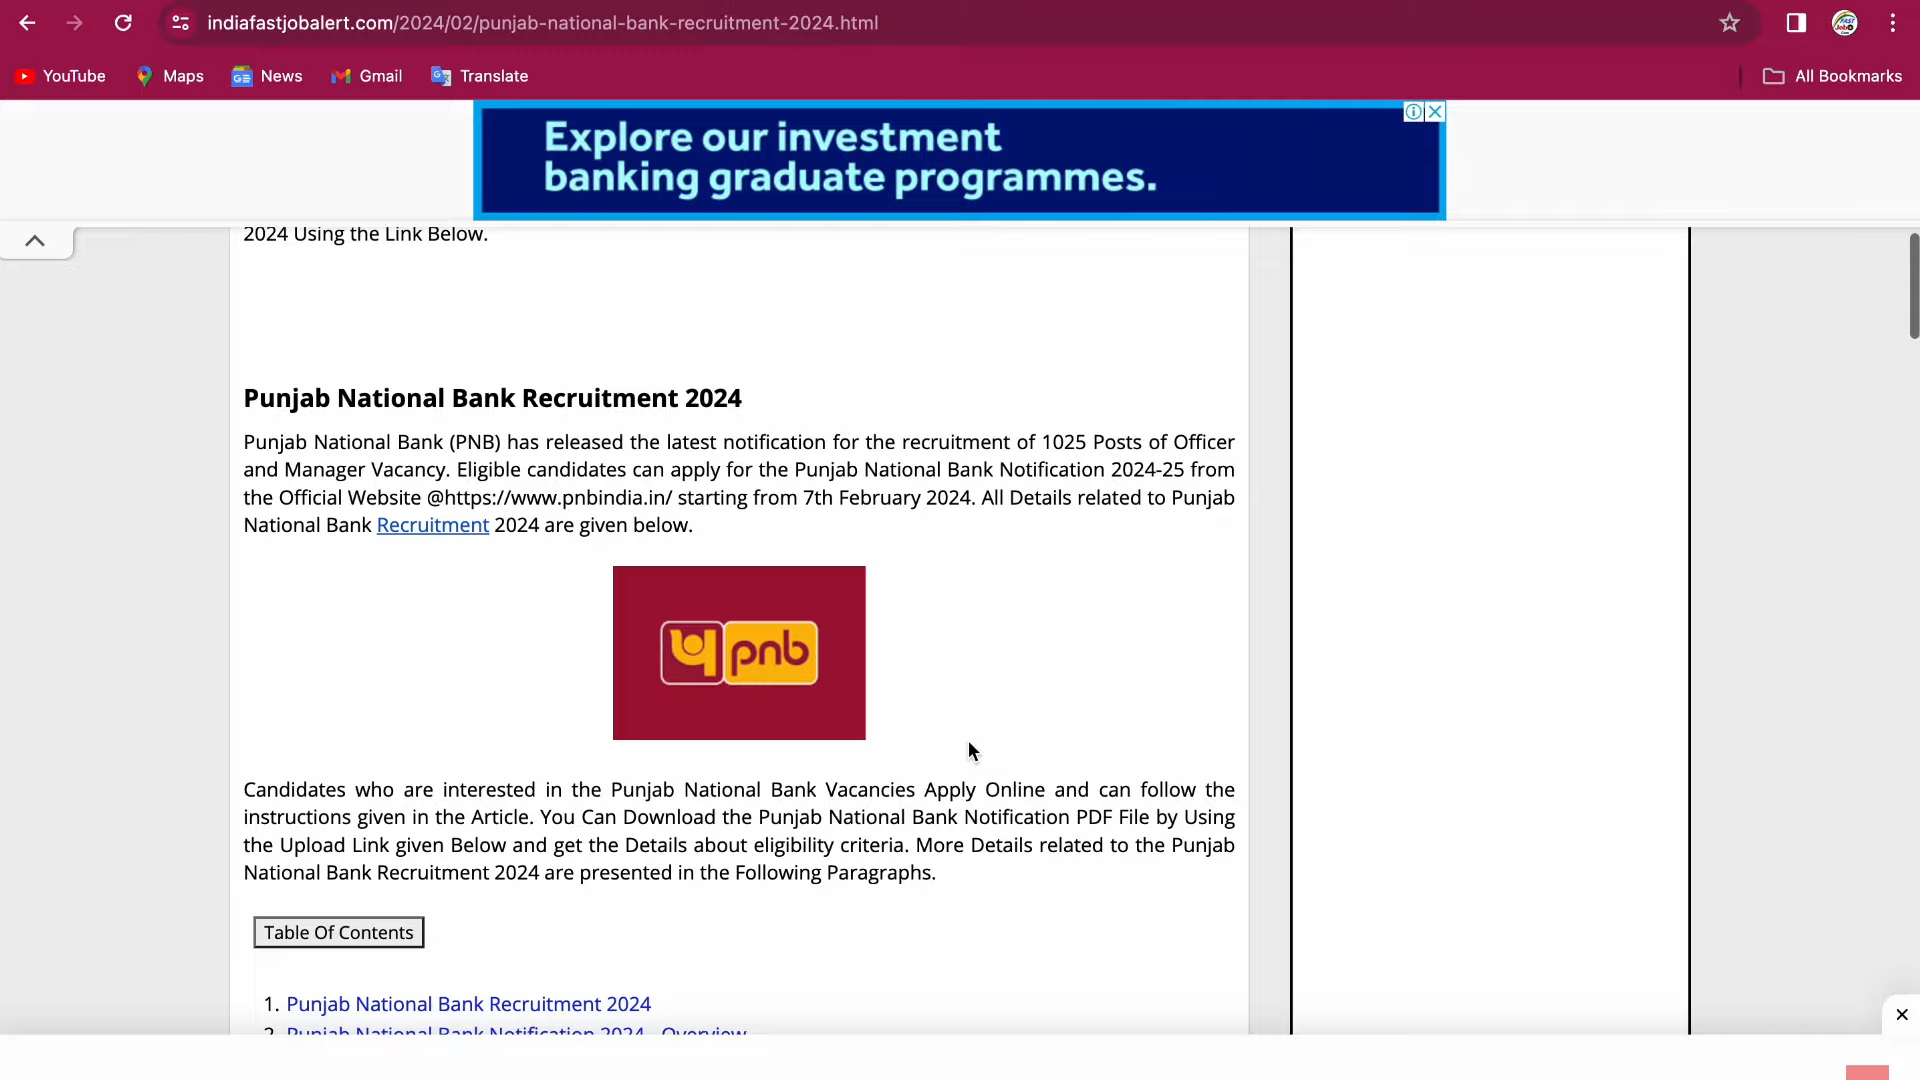 indiafastjobalert.com/2024/02/punjab-national-bank-recruitment-2024.html
YouTube
Maps
News
Gmail
Translate
All Bookmarks
Explore our investment
banking graduate programmes.
2024 Using the Link Below.
Punjab National Bank Recruitment 2024
Punjab National Bank (PNB) has released the latest notification for the recruitment of 1025 Posts of Officer
and Manager Vacancy. Eligible candidates can apply for the Punjab National Bank Notification 2024-25 from
the Official Website @https://www.pnbindia.in/ starting from 7th February 2024. All Details related to Punjab
National Bank Recruitment 2024 are given below.
pnb
Candidates who are interested in the Punjab National Bank Vacancies Apply Online and can follow the
instructions given in the Article. You Can Download the Punjab National Bank Notification PDF File by Using
the Upload Link given Below and get the Details about eligibility criteria. More Details related to the Punjab
National Bank Recruitment 2024 are presented in the Following Paragraphs.
Table Of Contents
1. Punjab National Bank Recruitment 2024
2. Punjab National Bank Notification 2024 - Overview